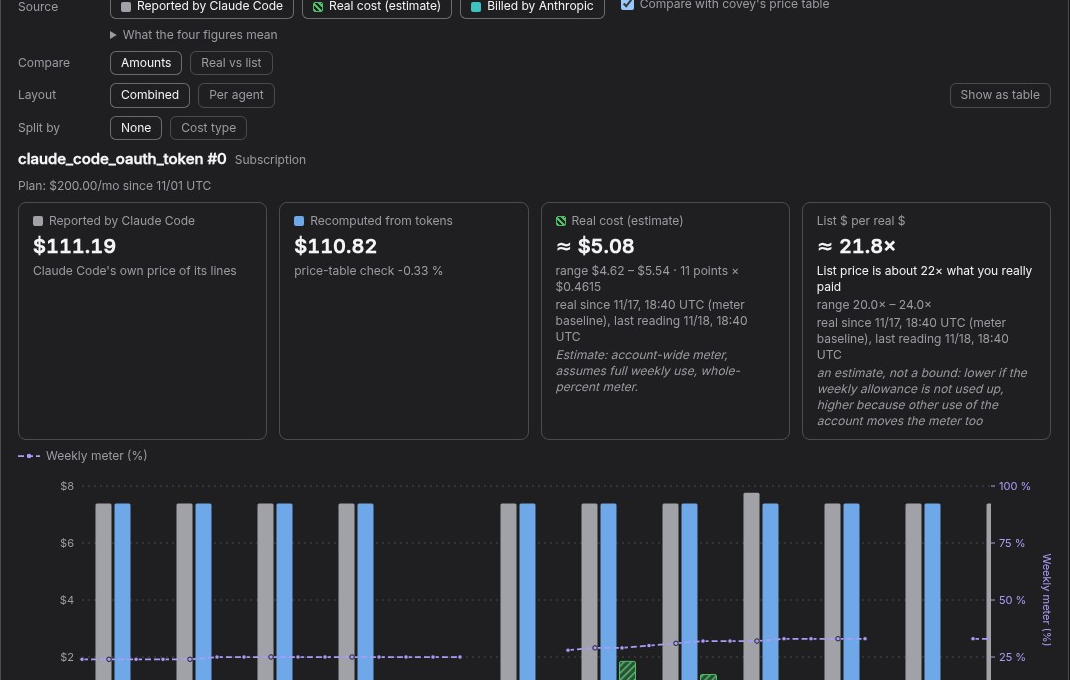 Source Reported by Claude Code Real cost (estimate) Billed by Anthropic Compare with covey's price table
▶ What the four figures mean
Compare Amounts Real vs list
Layout Combined Per agent Show as table
Split by None Cost type
claude_code_oauth_token #0 Subscription
Plan: $200.00/mo since 11/01 UTC
Reported by Claude Code
$111.19
Claude Code's own price of its lines
Recomputed from tokens
$110.82
price-table check -0.33 %
Real cost (estimate)
≈ $5.08
range $4.62 – $5.54 · 11 points ×
$0.4615
real since 11/17, 18:40 UTC (meter
baseline), last reading 11/18, 18:40
UTC
Estimate: account-wide meter,
assumes full weekly use, whole-
percent meter.
List $ per real $
≈ 21.8×
List price is about 22× what you really
paid
range 20.0× – 24.0×
real since 11/17, 18:40 UTC (meter
baseline), last reading 11/18, 18:40
UTC
an estimate, not a bound: lower if the
weekly allowance is not used up,
higher because other use of the
account moves the meter too
Weekly meter (%)
$8 100 %
$6 75 %
$4 50 %
$2 25 %
Weekly meter (%)